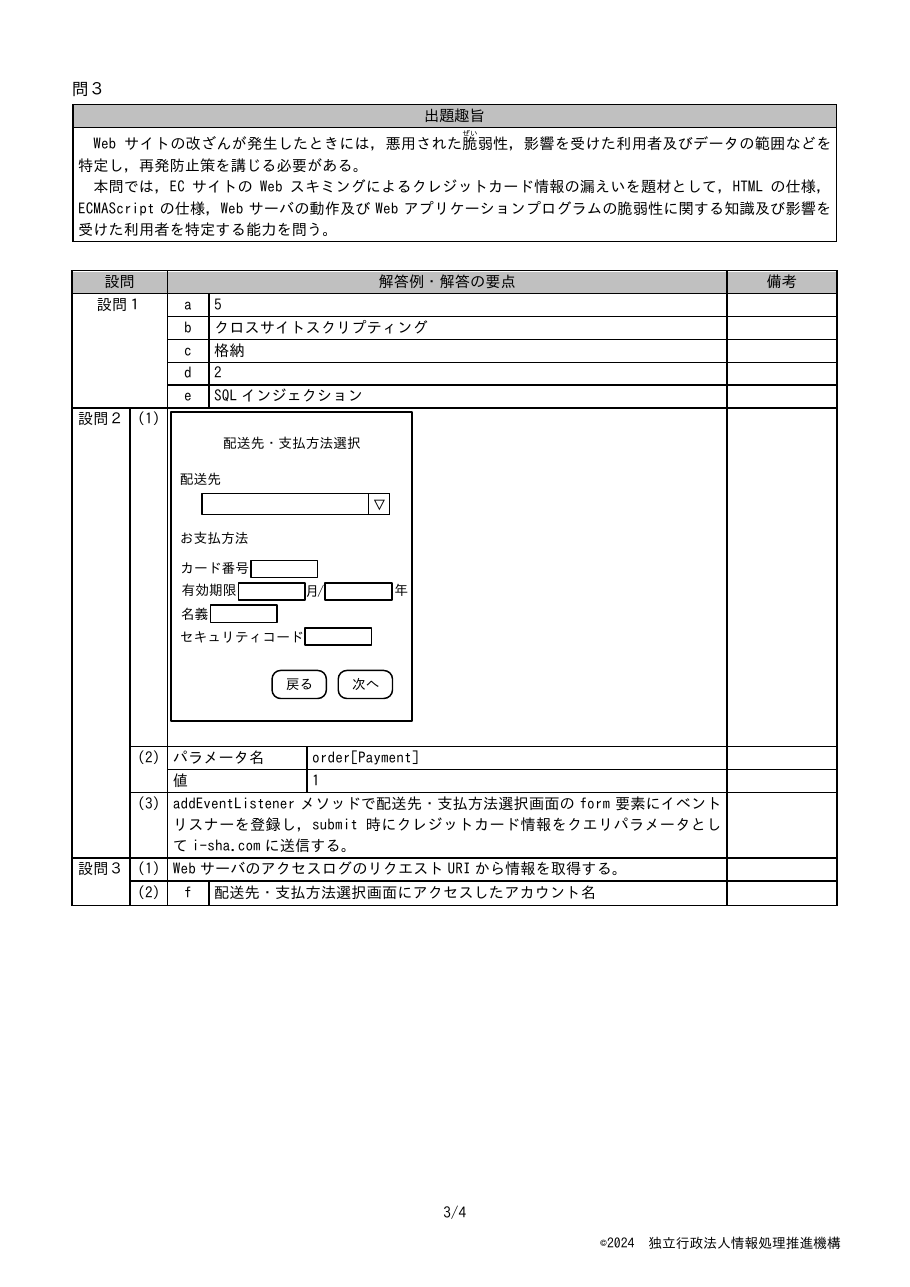 問３
出題趣旨
Web サイトの改ざんが発生したときには，悪用された脆弱性，影響を受けた利用者及びデータの範囲などを
ぜい
特定し，再発防止策を講じる必要がある。
本問では，EC サイトの Web スキミングによるクレジットカード情報の漏えいを題材として，HTML の仕様，
ECMAScript の仕様，Web サーバの動作及び Web アプリケーションプログラムの脆弱性に関する知識及び影響を
受けた利用者を特定する能力を問う。
設問 解答例・解答の要点 備考
設問１ a 5
b クロスサイトスクリプティング
c 格納
d 2
e SQL インジェクション
設問２ (1)
配送先・支払方法選択
配送先
▽
お支払方法
カード番号
有効期限 月/ 年
名義
セキュリティコード
戻る 次へ
(2) パラメータ名 order[Payment]
値 1
(3) addEventListener メソッドで配送先・支払方法選択画面の form 要素にイベント
リスナーを登録し，submit 時にクレジットカード情報をクエリパラメータとし
て i-sha.com に送信する。
設問３ (1) Web サーバのアクセスログのリクエスト URI から情報を取得する。
(2) f 配送先・支払方法選択画面にアクセスしたアカウント名
3/4
©2024 独立行政法人情報処理推進機構